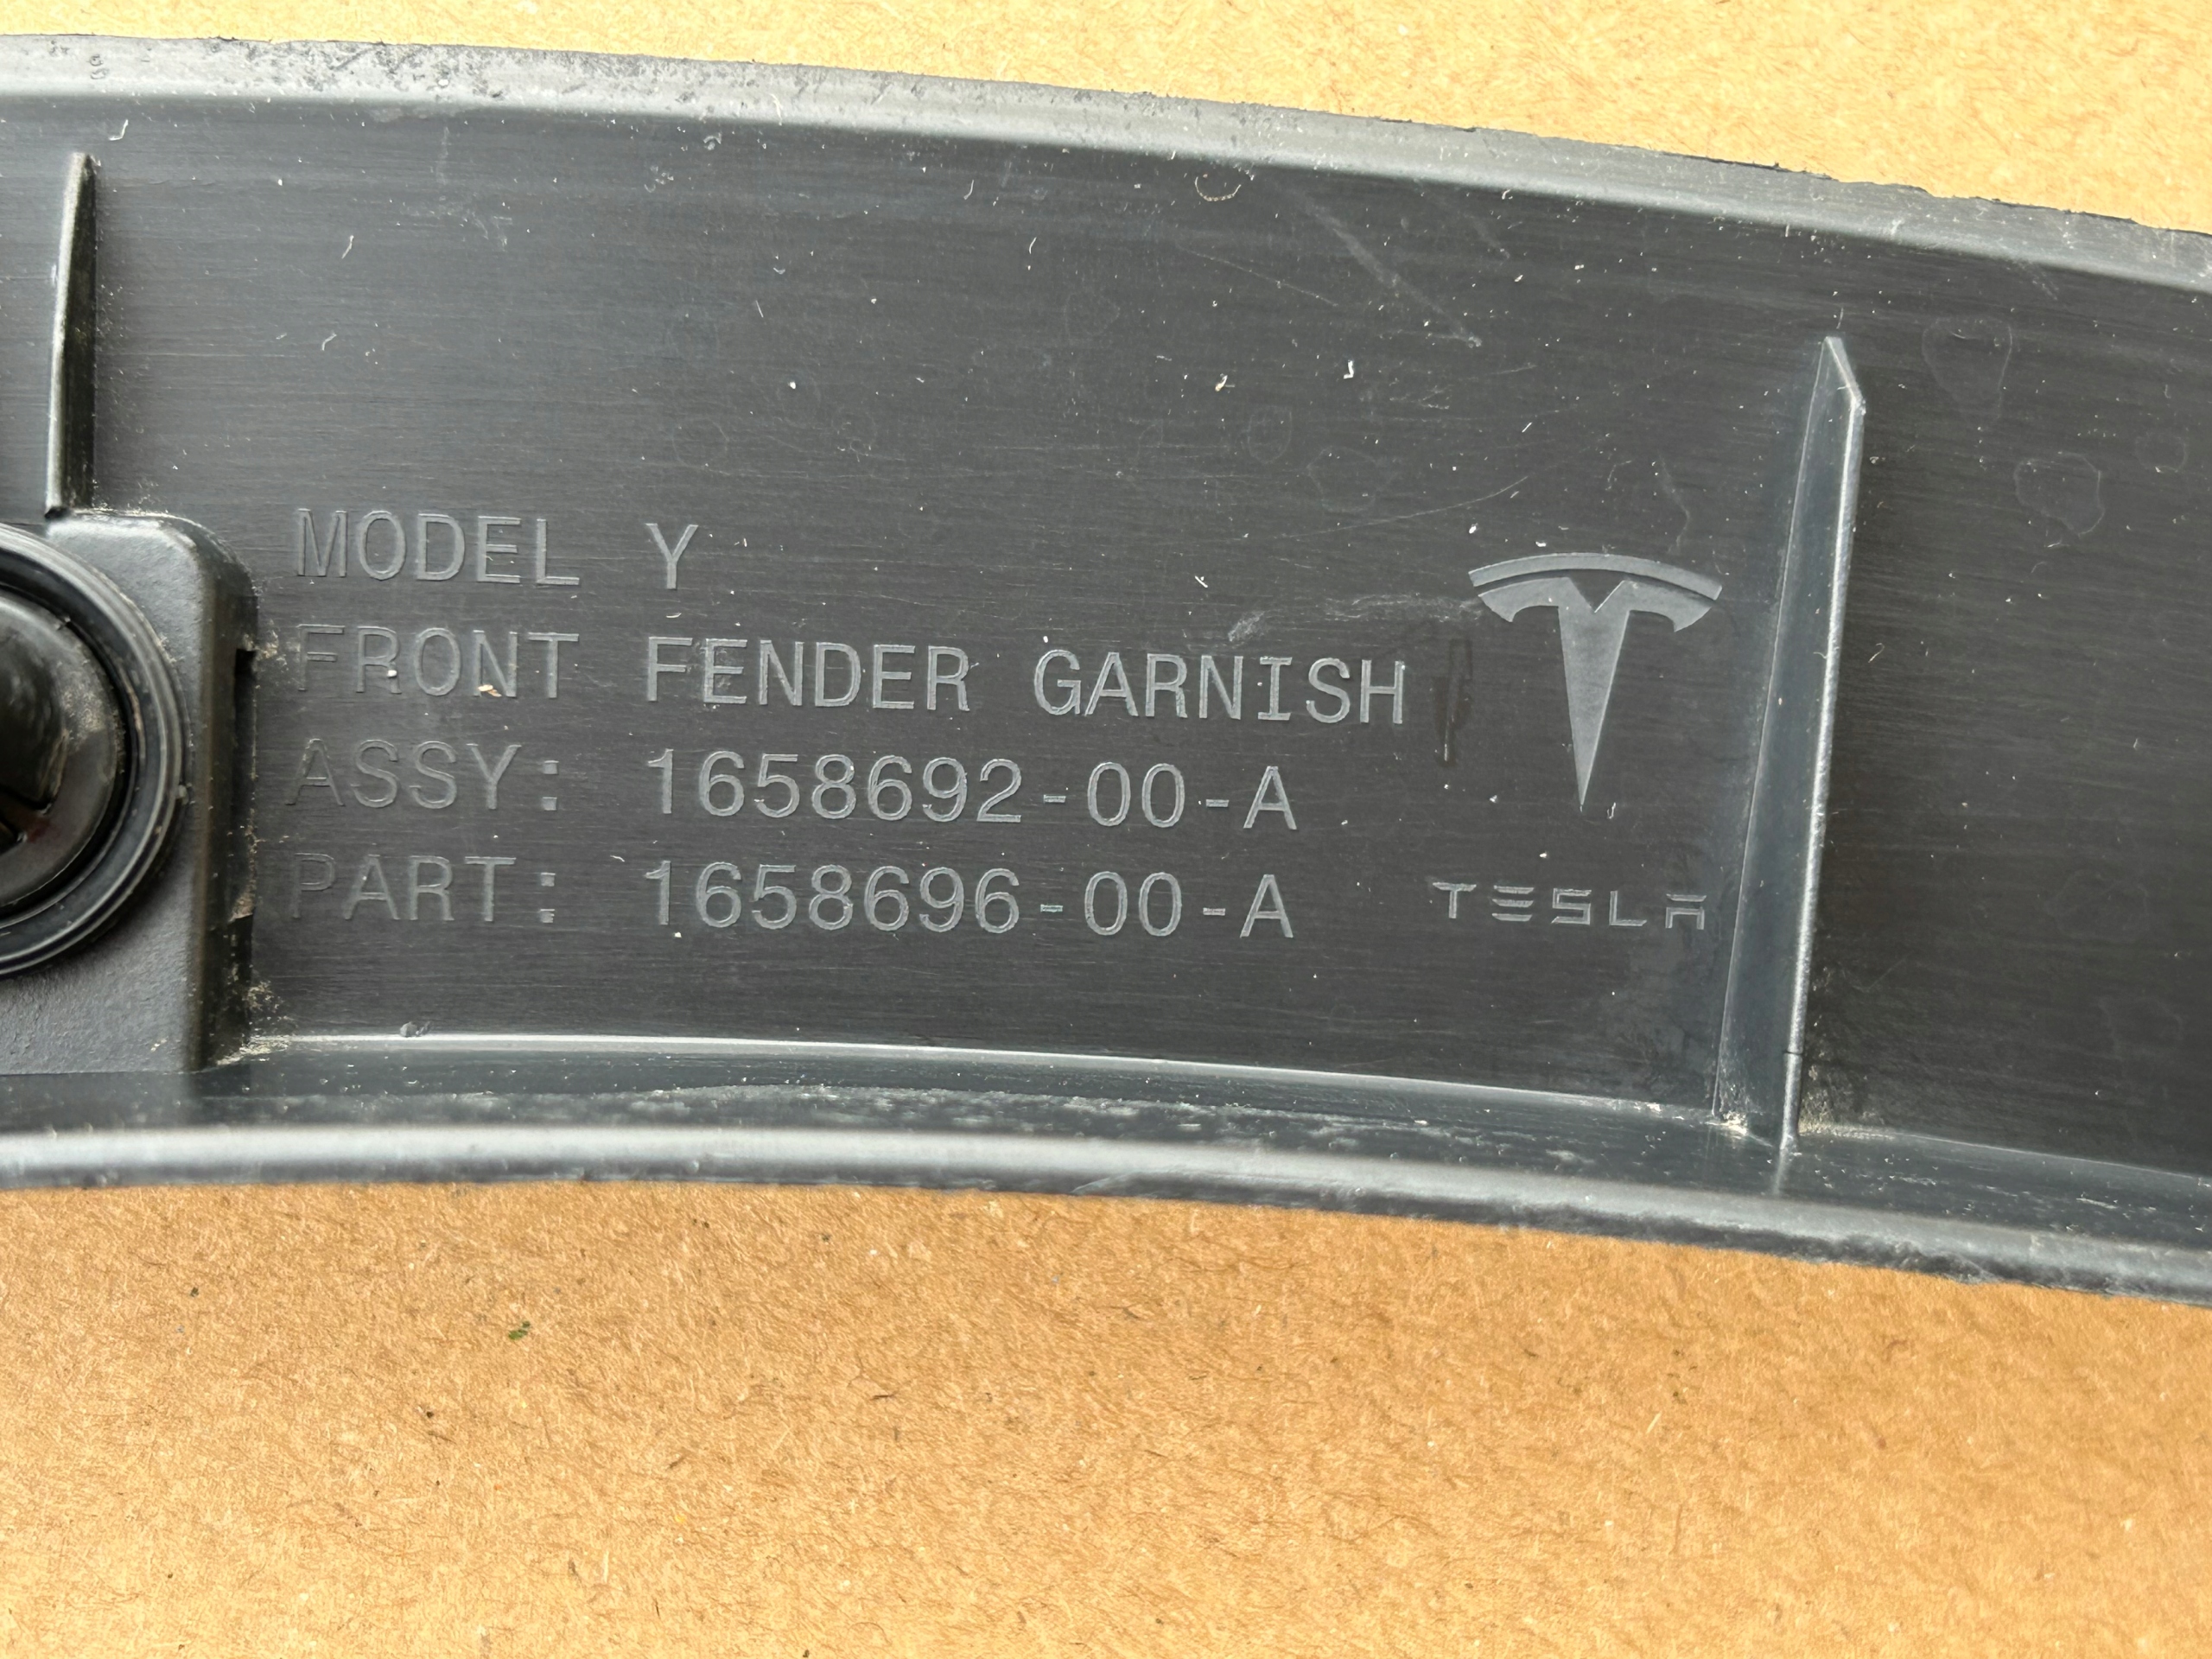 MODEL Y
FRONT FENDER GARNISH
ASSY: 1658692-00-A
PART: 1658696-00-A
TESLA